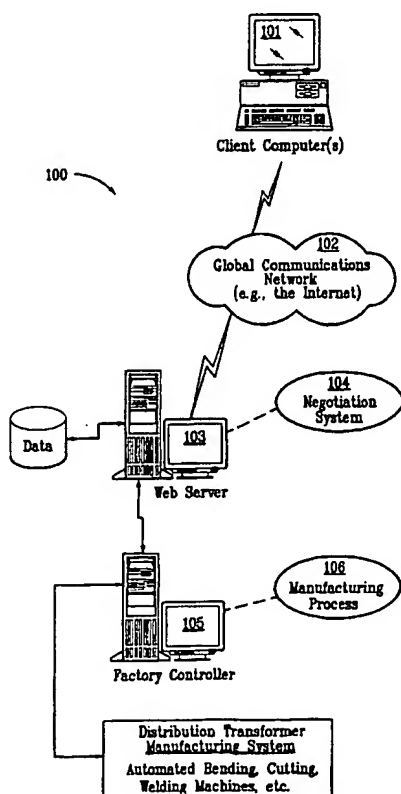 101
Client Computer(s)
100
102
Global Communications
Network
(e.g., the Internet)
104
Negotiation
System
Data
103
Web Server
106
Manufacturing
Process
105
Factory Controller
Distribution Transformer
Manufacturing System
Automated Bending, Cutting,
Welding Machines, etc.